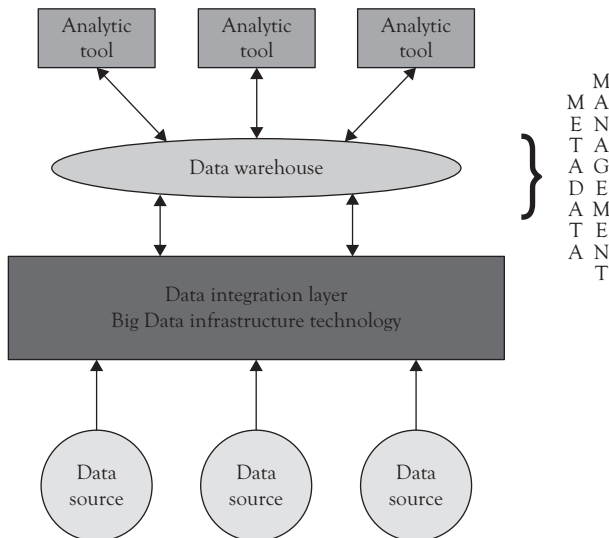 Analytic
tool
Analytic
tool
Analytic
tool
Data warehouse
METADATA
MANAGEMENT
Data integration layer
Big Data infrastructure technology
Data
source
Data
source
Data
source